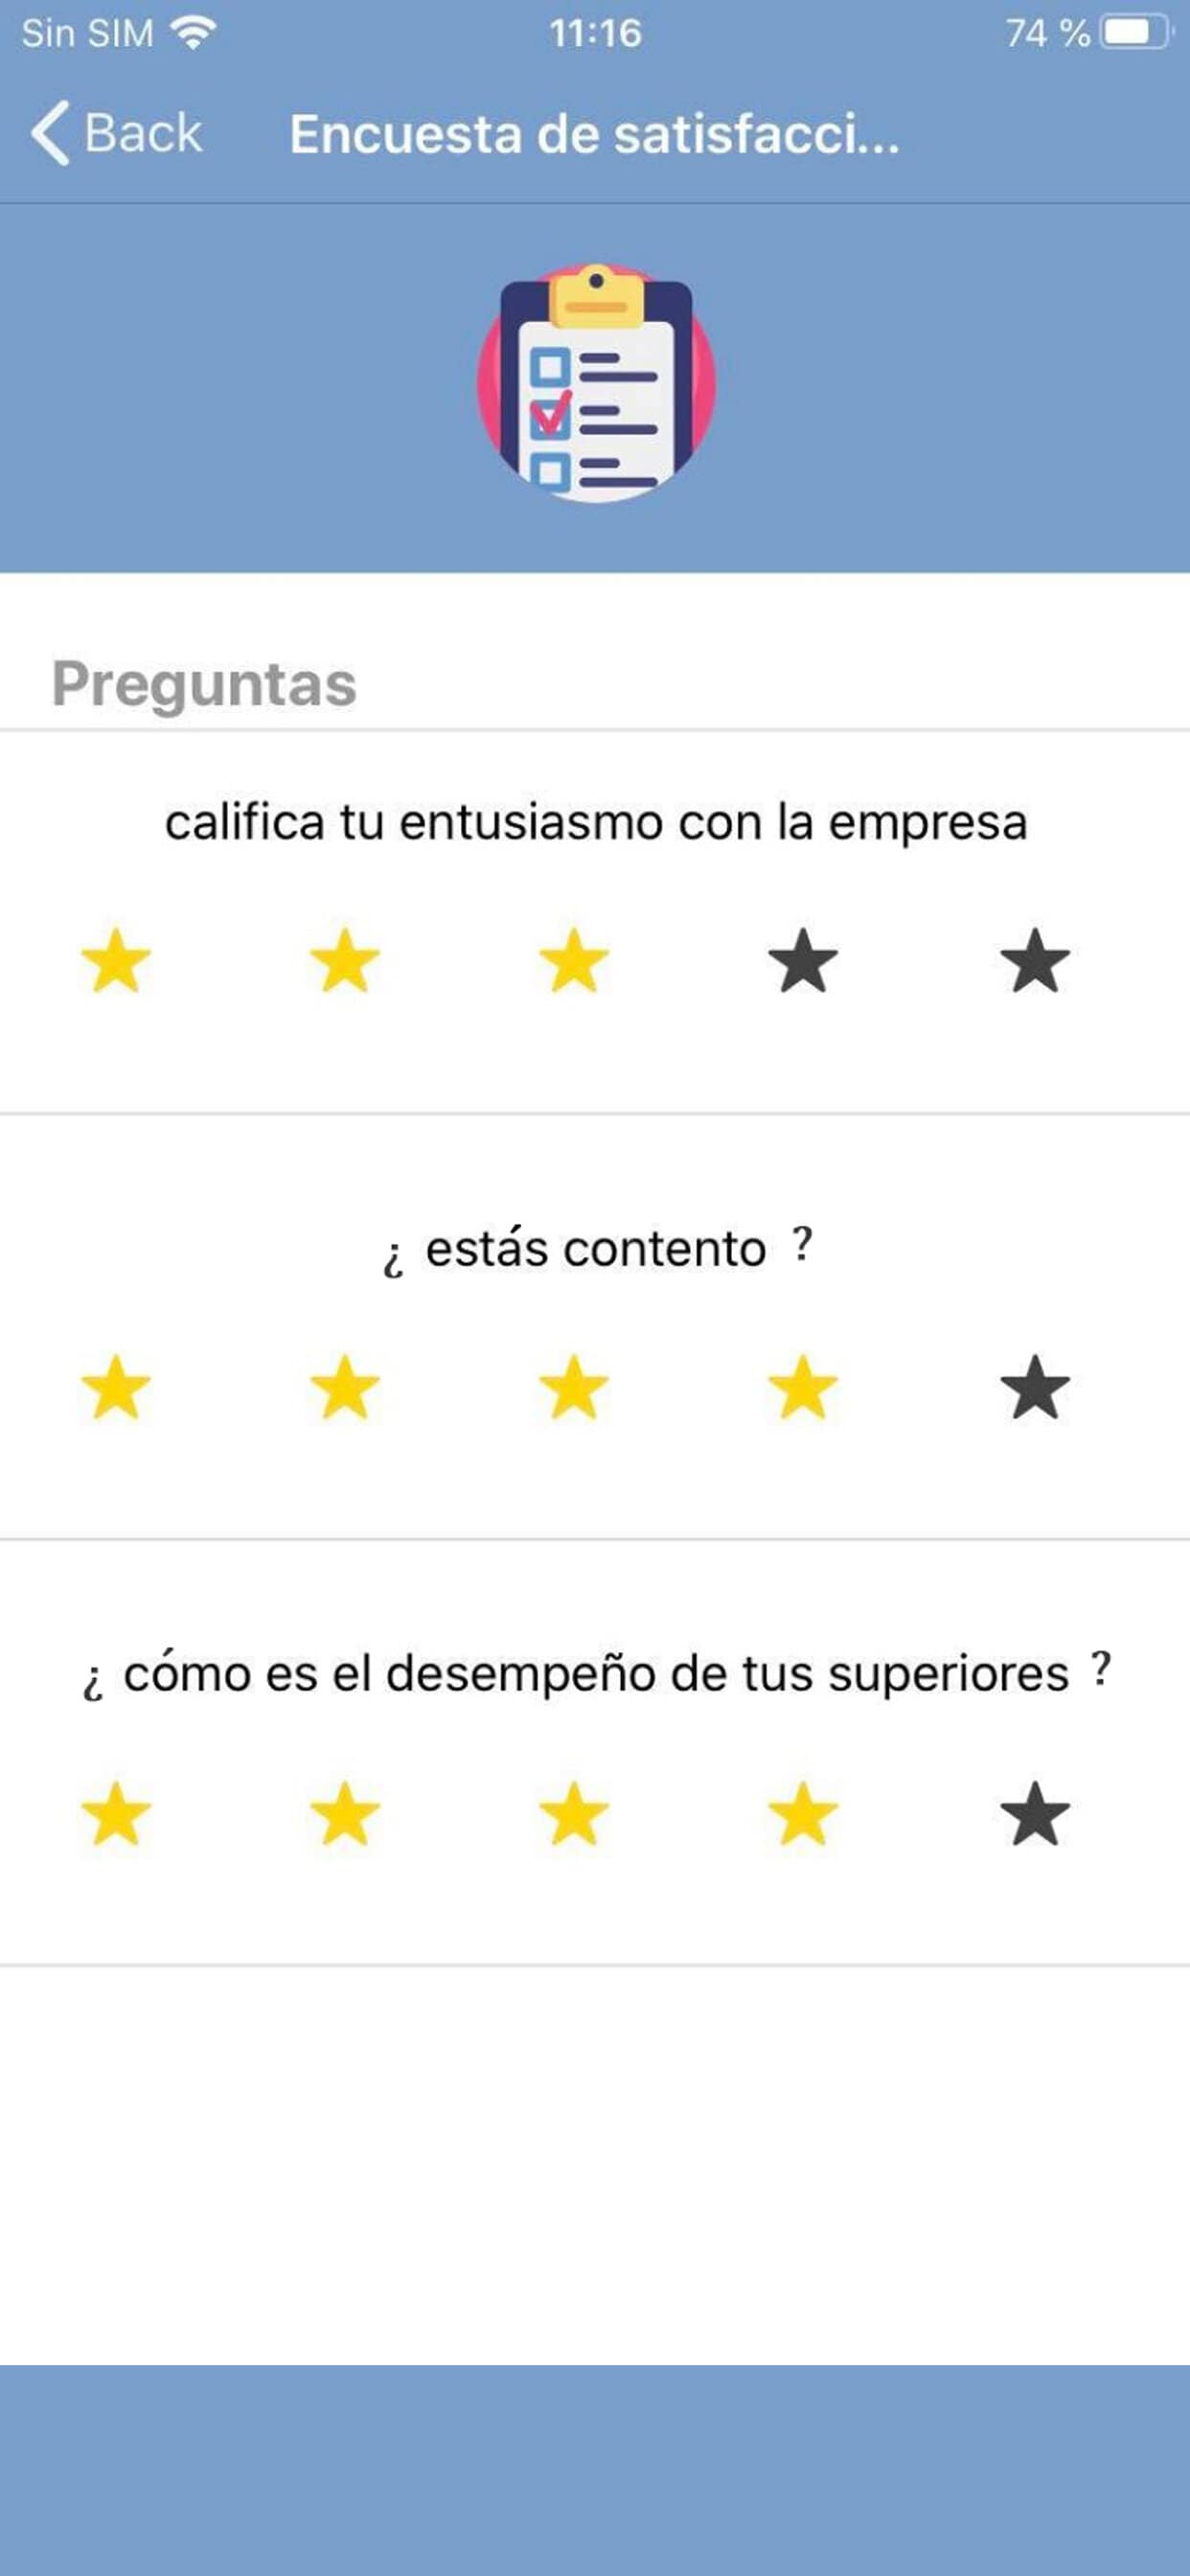 Sin SIM 11:16 74 %
Back Encuesta de satisfacci...
Preguntas
califica tu entusiasmo con la empresa
¿ estás contento ?
¿ cómo es el desempeño de tus superiores ?